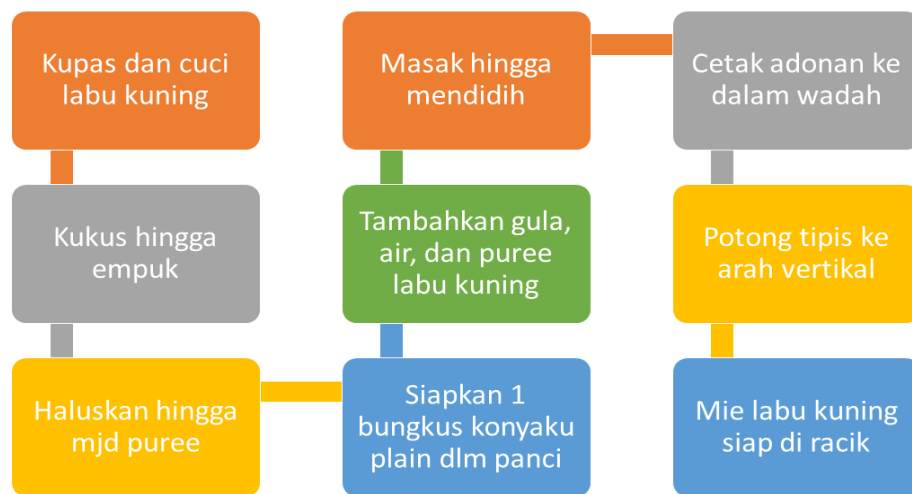 Kupas dan cuci
labu kuning
Kukus hingga
empuk
Haluskan hingga
mjd puree
Siapkan 1
bungkus konyaku
plain dlm panci
Tambahkan gula,
air, dan puree
labu kuning
Masak hingga
mendidih
Cetak adonan ke
dalam wadah
Potong tipis ke
arah vertikal
Mie labu kuning
siap di racik